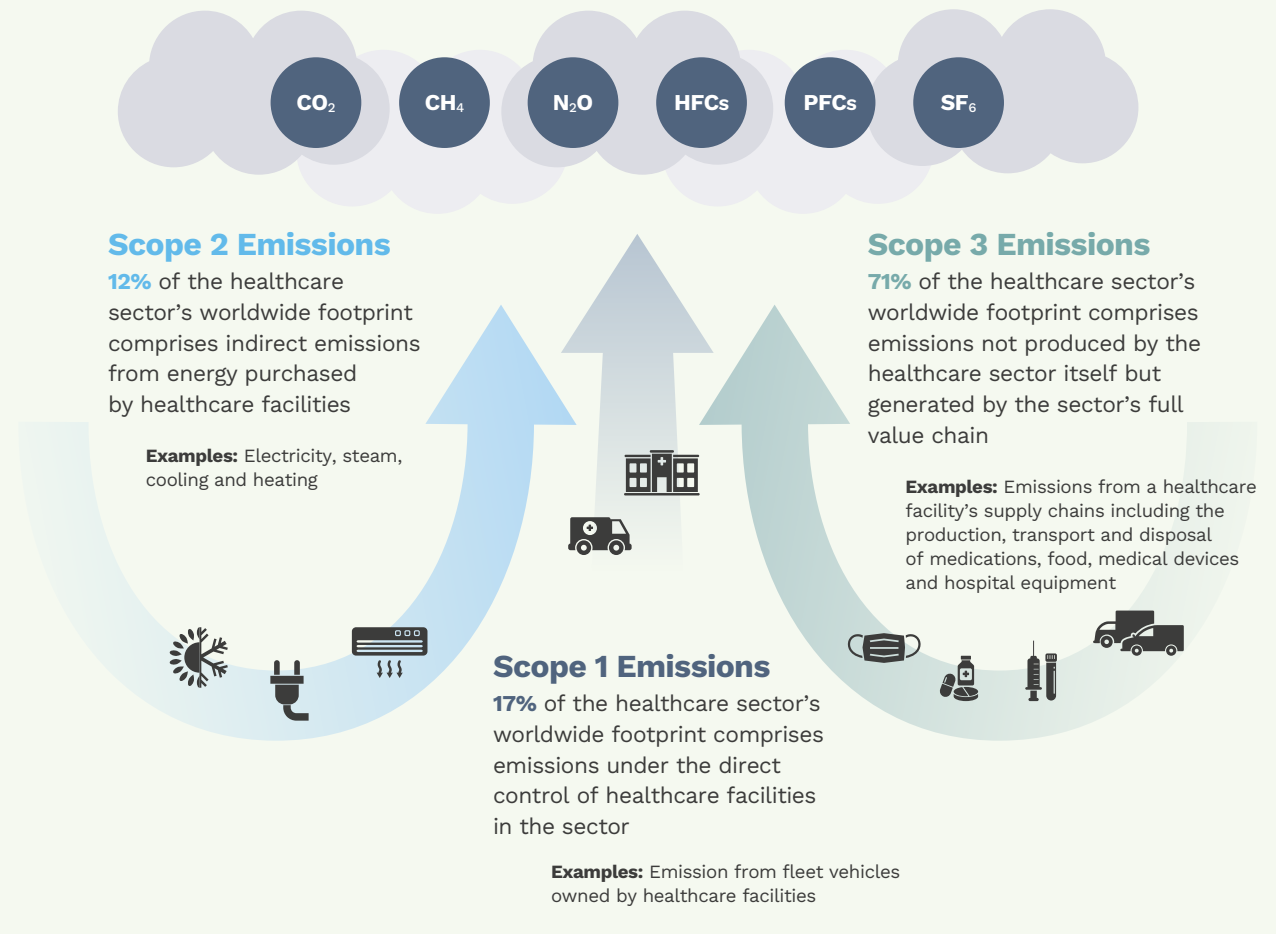 CO₂
CH₄
N₂O
HFCs
PFCs
SF₆
Scope 2 Emissions
12% of the healthcare
sector’s worldwide footprint
comprises indirect emissions
from energy purchased
by healthcare facilities
Examples: Electricity, steam,
cooling and heating
Scope 3 Emissions
71% of the healthcare sector’s
worldwide footprint comprises
emissions not produced by the
healthcare sector itself but
generated by the sector’s full
value chain
Examples: Emissions from a healthcare
facility’s supply chains including the
production, transport and disposal
of medications, food, medical devices
and hospital equipment
Scope 1 Emissions
17% of the healthcare sector’s
worldwide footprint comprises
emissions under the direct
control of healthcare facilities
in the sector
Examples: Emission from fleet vehicles
owned by healthcare facilities